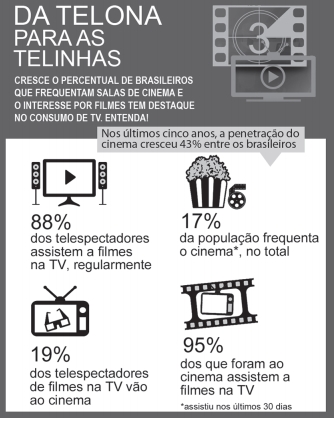 DA TELONA
PARA AS
TELINHAS
CRESCE O PERCENTUAL DE BRASILEIROS
QUE FREQUENTAM SALAS DE CINEMA E
O INTERESSE POR FILMES TEM DESTAQUE
NO CONSUMO DE TV. ENTENDA!
3
Nos últimos cinco anos, a penetração do
cinema cresceu 43% entre os brasileiros
88%
dos telespectadores
assistem a filmes
na TV, regularmente
17%
da população frequenta
o cinema*, no total
19%
dos telespectadores
de filmes na TV vão
ao cinema
95%
dos que foram ao
cinema assistem a
filmes na TV
*assistiu nos últimos 30 dias